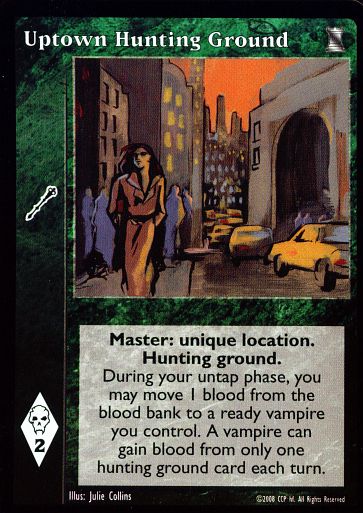 Uptown Hunting Ground
Master: unique location.
Hunting ground.
During your untap phase, you
may move 1 blood from the
blood bank to a ready vampire
you control. A vampire can
gain blood from only one
hunting ground card each turn.
2
Illus: Julie Collins
©2008 CCP hf. All Rights Reserved